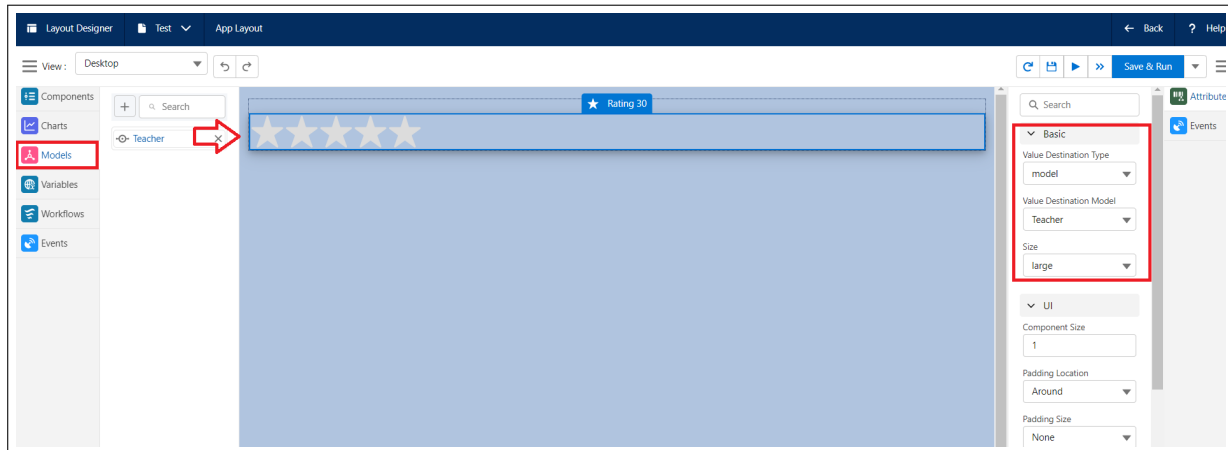 Layout Designer Test App Layout Back ? Help
View : Desktop Save & Run
Components
Charts
Models
Variables
Workflows
Events
Search
Teacher
Rating 30
Search
Basic
Value Destination Type
model
Value Destination Model
Teacher
Size
large
UI
Component Size
1
Padding Location
Around
Padding Size
None
Attribute
Events